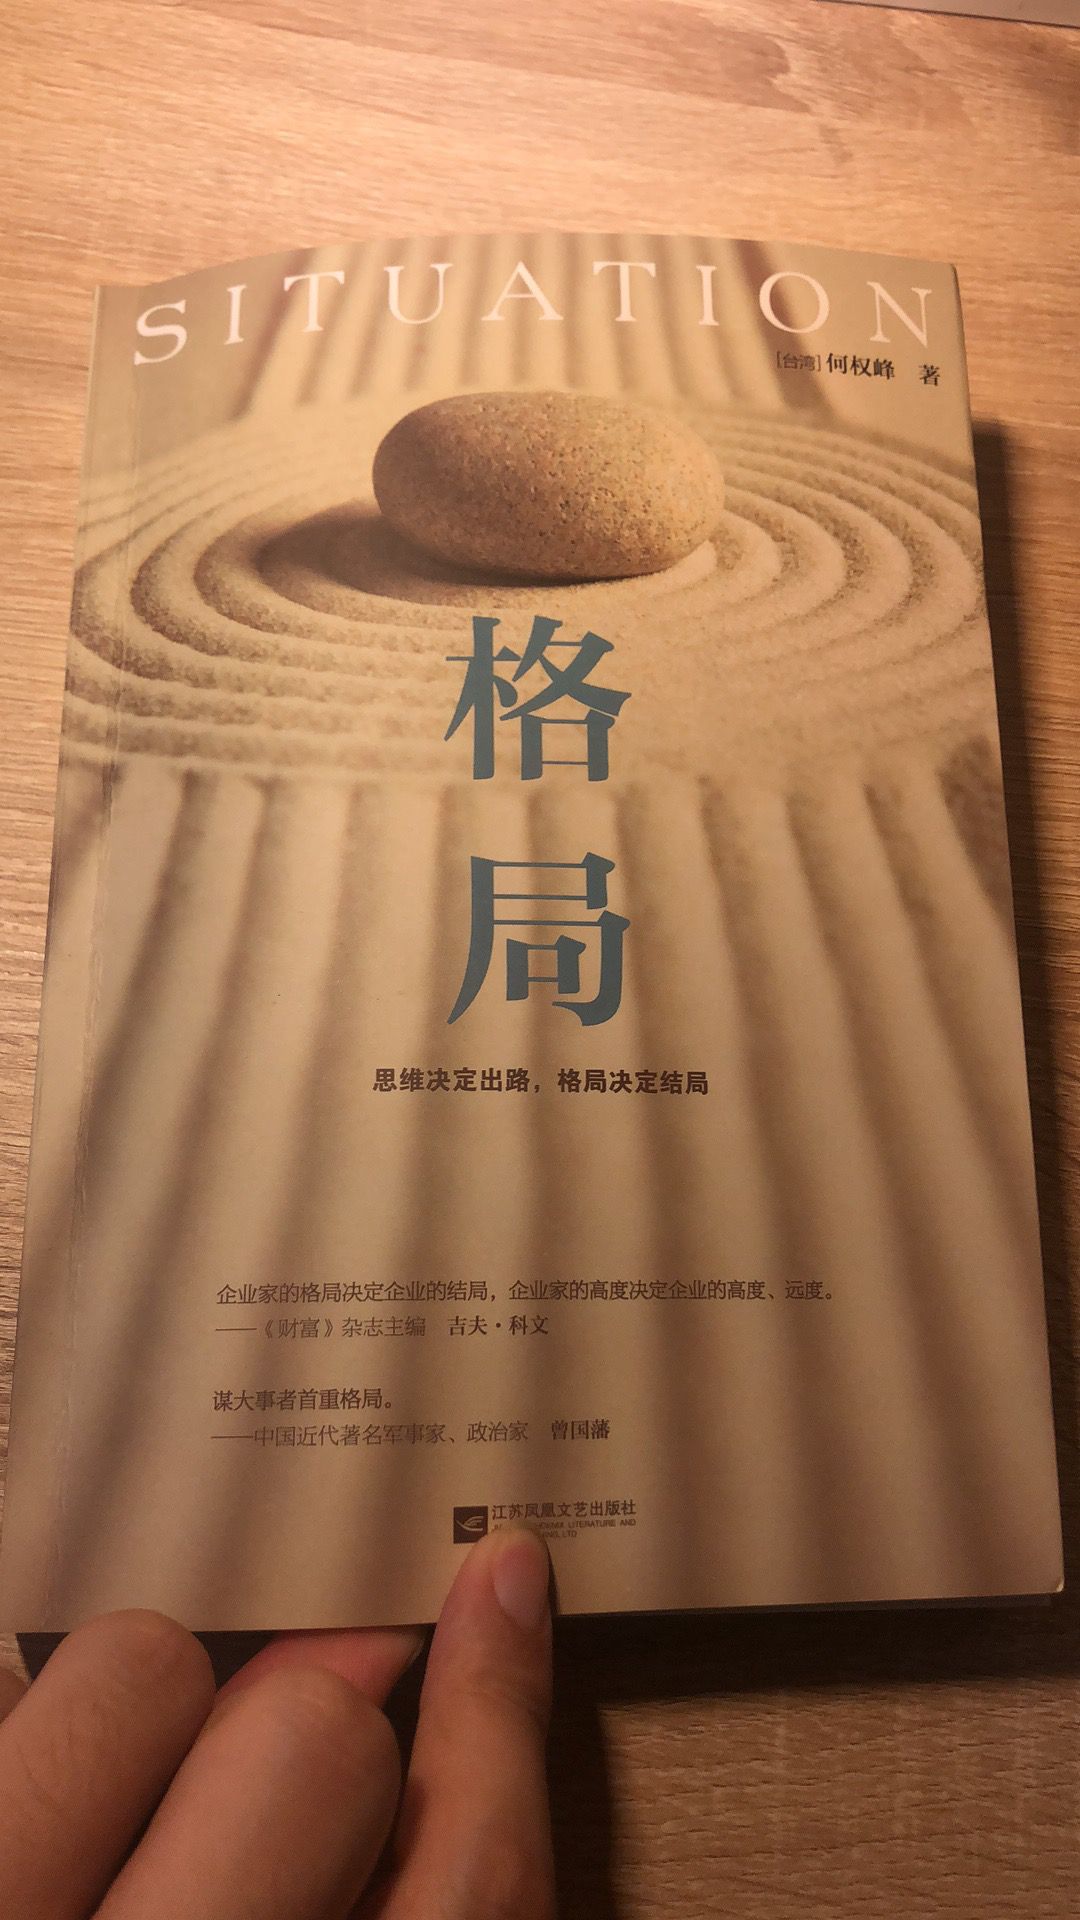 SITUATION
[台湾]何权峰 著
格
局
思维决定出路，格局决定结局
企业家的格局决定企业的结局，企业家的高度决定企业的高度、远度。
——《财富》杂志主编 吉夫·科文
谋大事者首重格局。
——中国近代著名军事家、政治家 曾国藩
江苏凤凰文艺出版社
LITERATURE AND
LTD